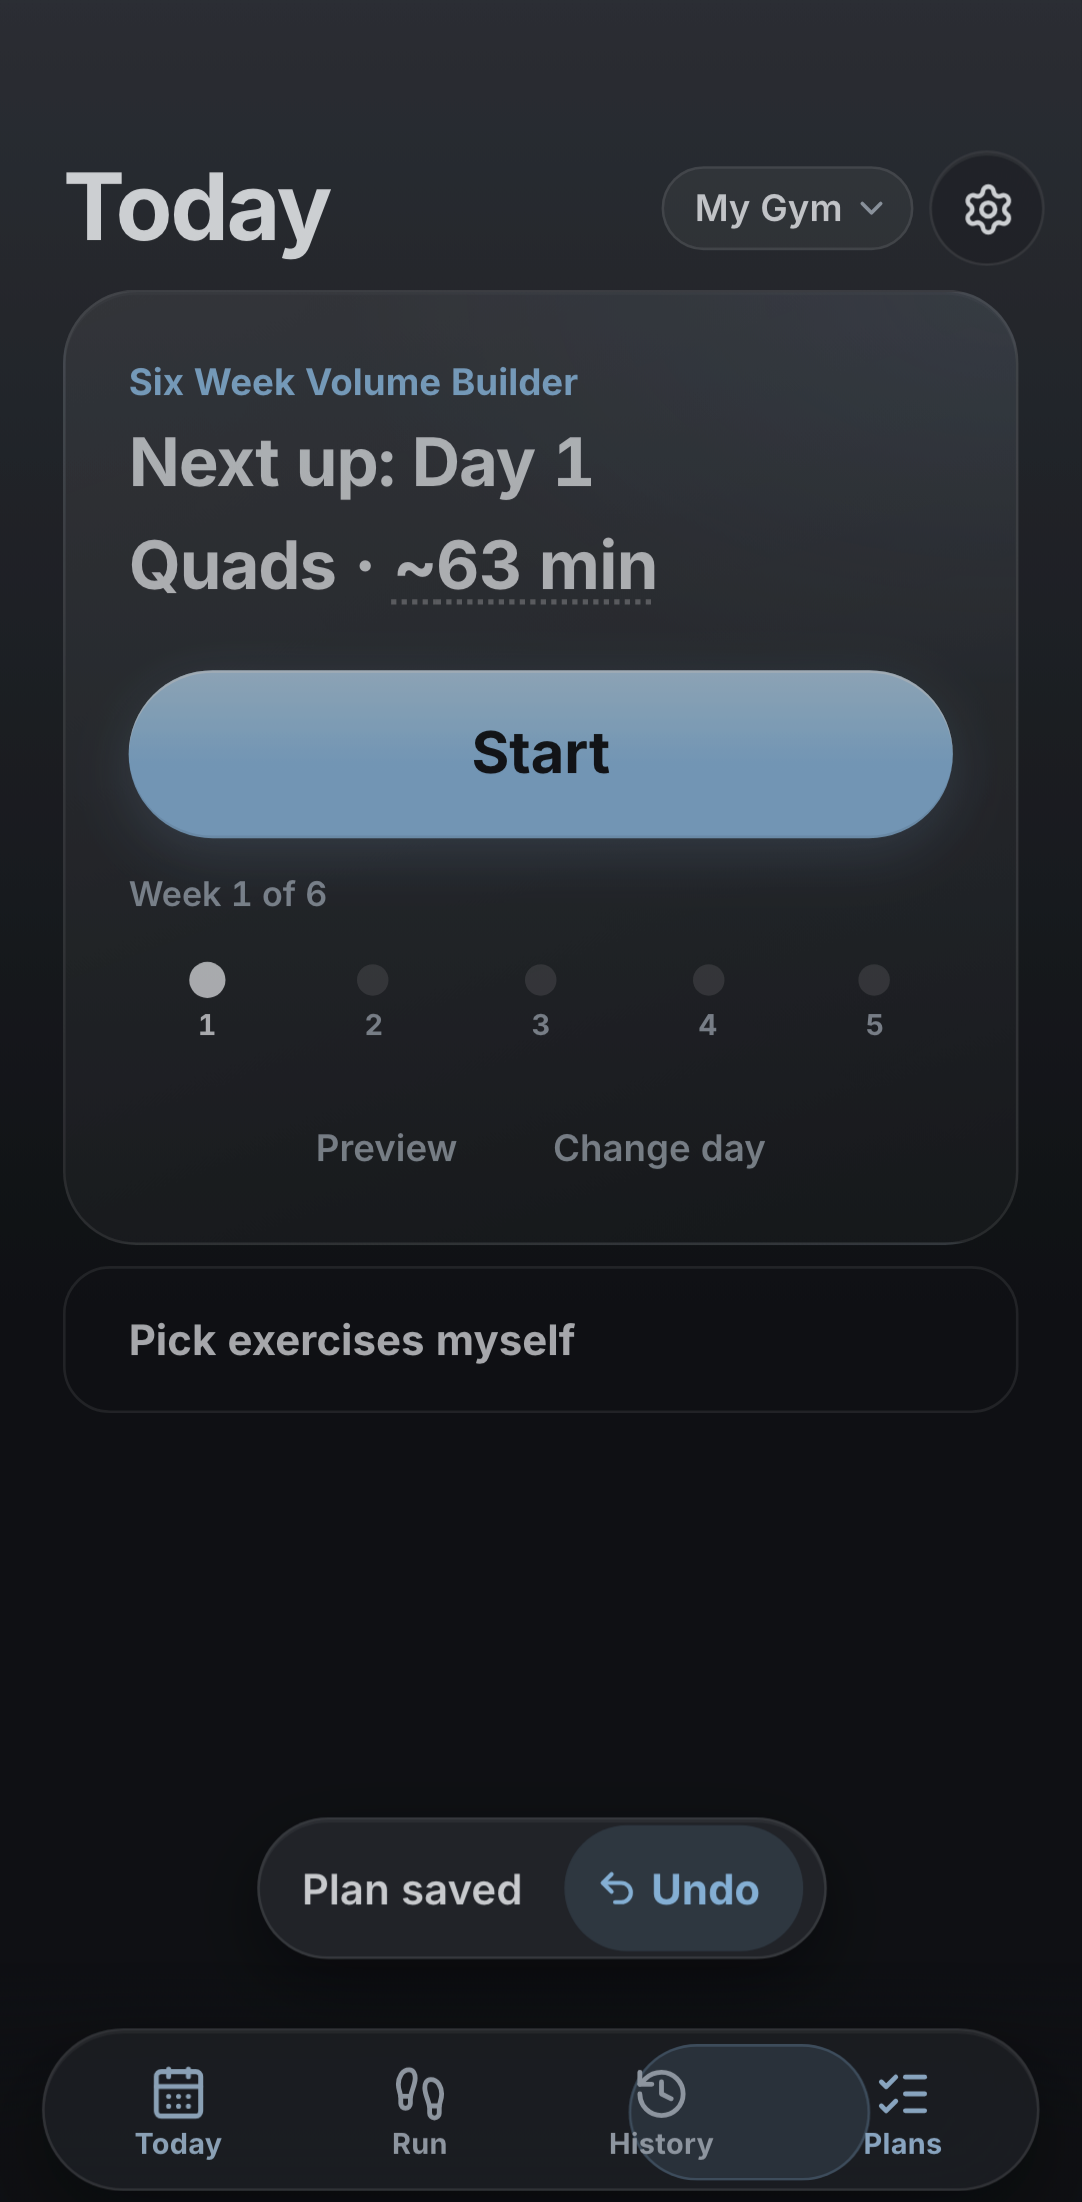 Today
My Gym
Six Week Volume Builder
Next up: Day 1
Quads · ~63 min
Start
Week 1 of 6
1 2 3 4 5
Preview Change day
Pick exercises myself
Plan saved Undo
Today Run History Plans